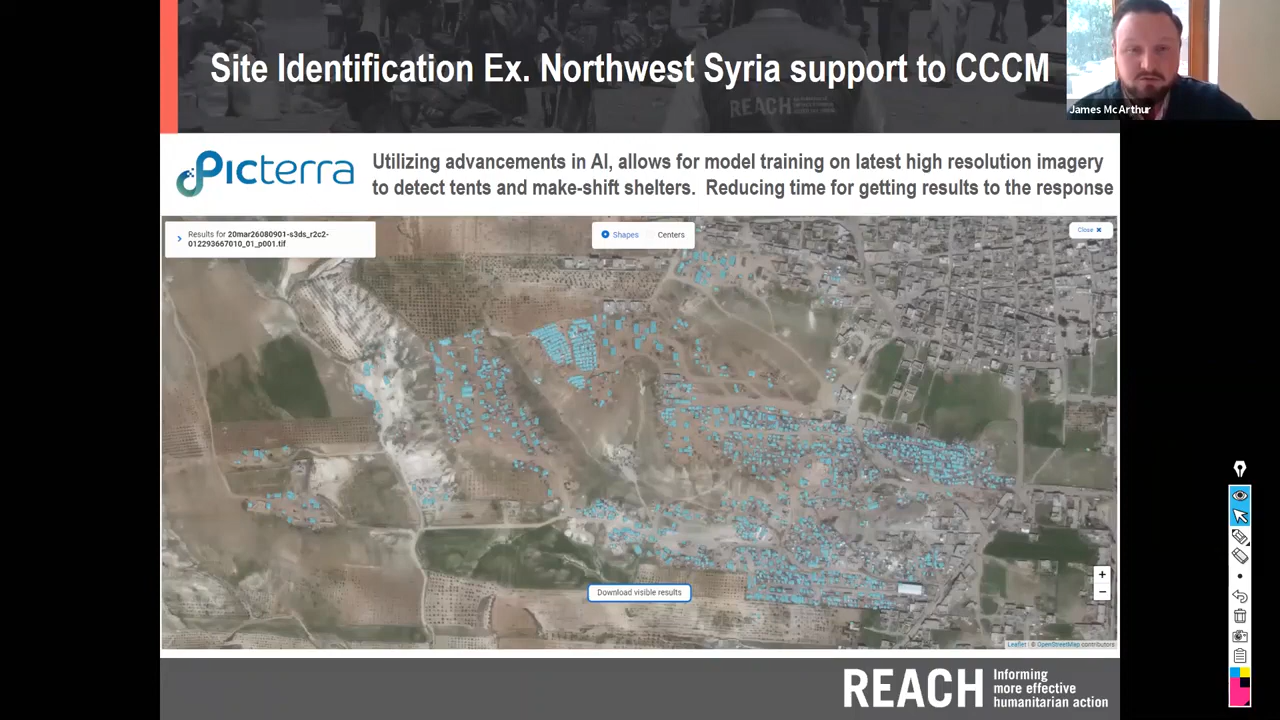 Site Identification Ex. Northwest Syria support to CCCM
REACH
James McArthur
Picterra
Utilizing advancements in AI, allows for model training on latest high resolution imagery
to detect tents and make-shift shelters. Reducing time for getting results to the response
Results for 20mar26080901-s3ds_r2c2-
012293667010_01_p001.tif
Shapes
Centers
Close ×
Download visible results
+
−
Leaflet | © OpenStreetMap contributors
REACH
Informing
more effective
humanitarian action